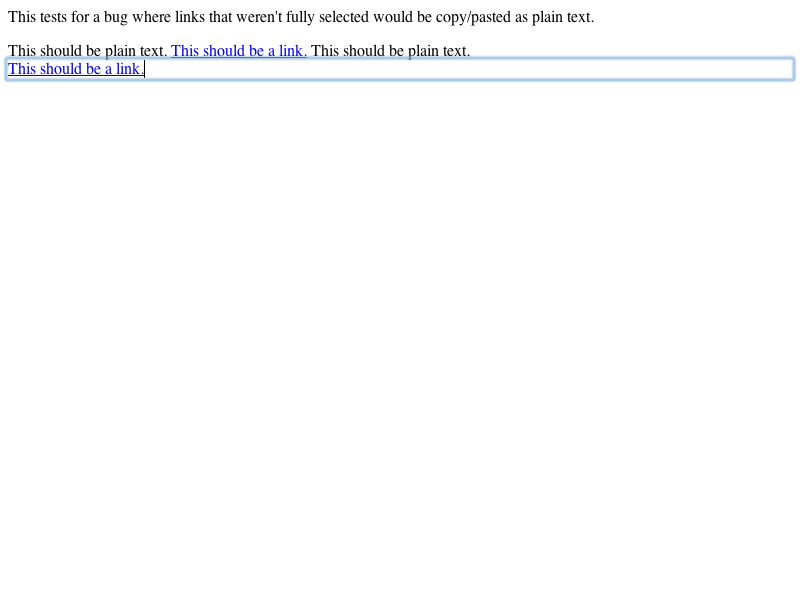 This tests for a bug where links that weren't fully selected would be copy/pasted as plain text.
This should be plain text. This should be a link. This should be plain text.
This should be a link.